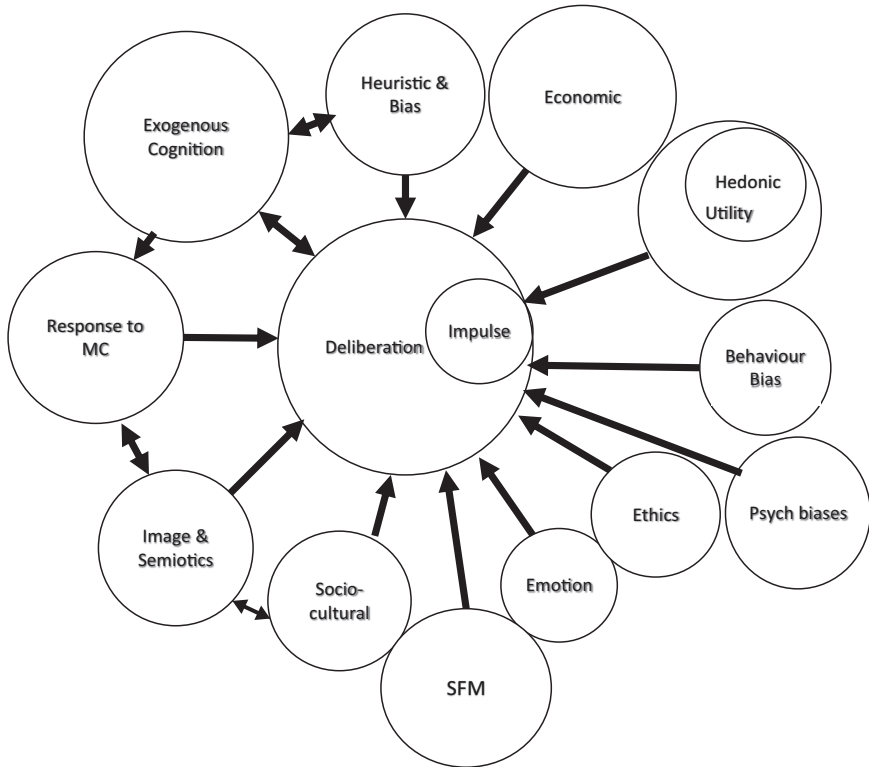 Heuristic &
Bias
Economic
Exogenous
Cognition
Hedonic
Utility
Response to
MC
Deliberation
Impulse
Behaviour
Bias
Image &
Semiotics
Socio-
cultural
Emotion
Ethics
Psych biases
SFM